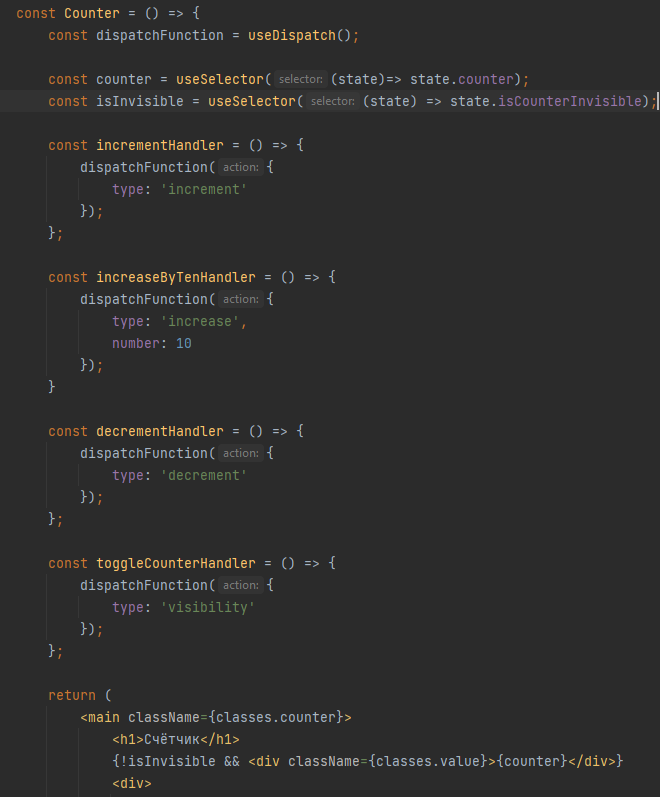 const Counter = () => {
const dispatchFunction = useDispatch();
const counter = useSelector( selector: (state)=> state.counter);
const isInvisible = useSelector( selector: (state) => state.isCounterInvisible);
const incrementHandler = () => {
dispatchFunction( action: {
type: 'increment'
});
};
const increaseByTenHandler = () => {
dispatchFunction( action: {
type: 'increase',
number: 10
});
}
const decrementHandler = () => {
dispatchFunction( action: {
type: 'decrement'
});
};
const toggleCounterHandler = () => {
dispatchFunction( action: {
type: 'visibility'
});
};
return (
<main className={classes.counter}>
<h1>Счётчик</h1>
{!isInvisible && <div className={classes.value}>{counter}</div>}
<div>